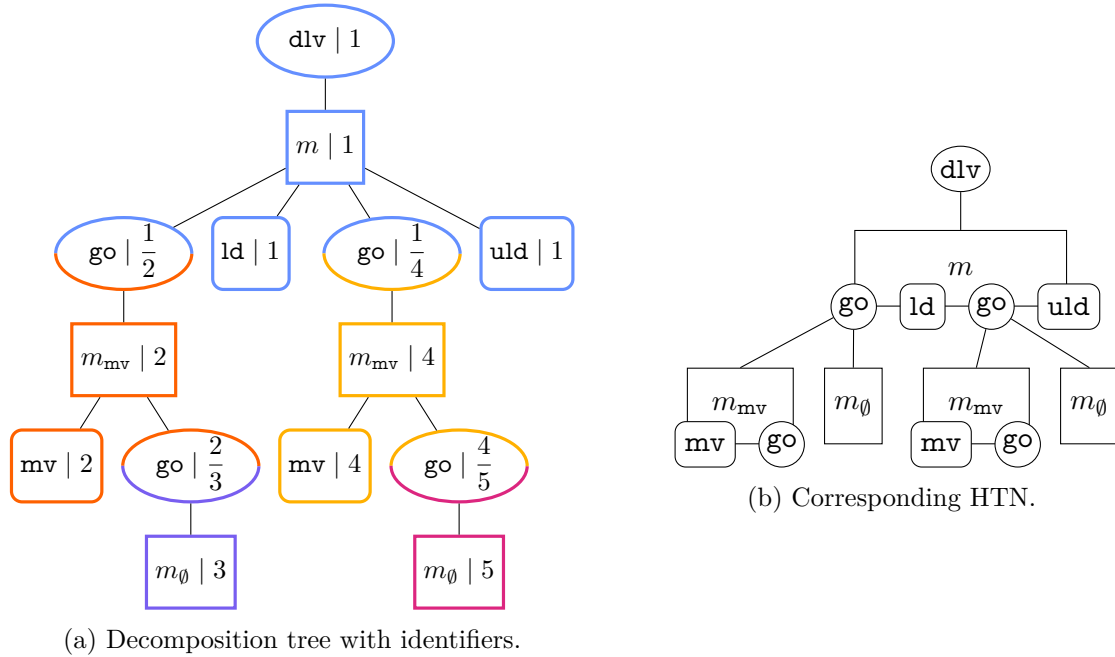 dlv | 1
m | 1
go | 1/2
ld | 1
go | 1/4
uld | 1
m_mv | 2
m_mv | 4
mv | 2
go | 2/3
mv | 4
go | 4/5
m_∅ | 3
m_∅ | 5
(a) Decomposition tree with identifiers.
dlv
m
go
ld
go
uld
m_mv
m_∅
m_mv
m_∅
mv
go
mv
go
(b) Corresponding HTN.